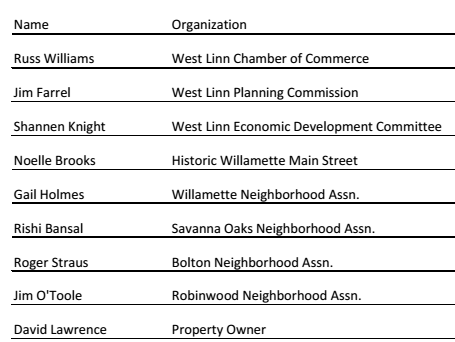 Name Organization
Russ Williams West Linn Chamber of Commerce
Jim Farrel West Linn Planning Commission
Shannen Knight West Linn Economic Development Committee
Noelle Brooks Historic Willamette Main Street
Gail Holmes Willamette Neighborhood Assn.
Rishi Bansal Savanna Oaks Neighborhood Assn.
Roger Straus Bolton Neighborhood Assn.
Jim O'Toole Robinwood Neighborhood Assn.
David Lawrence Property Owner